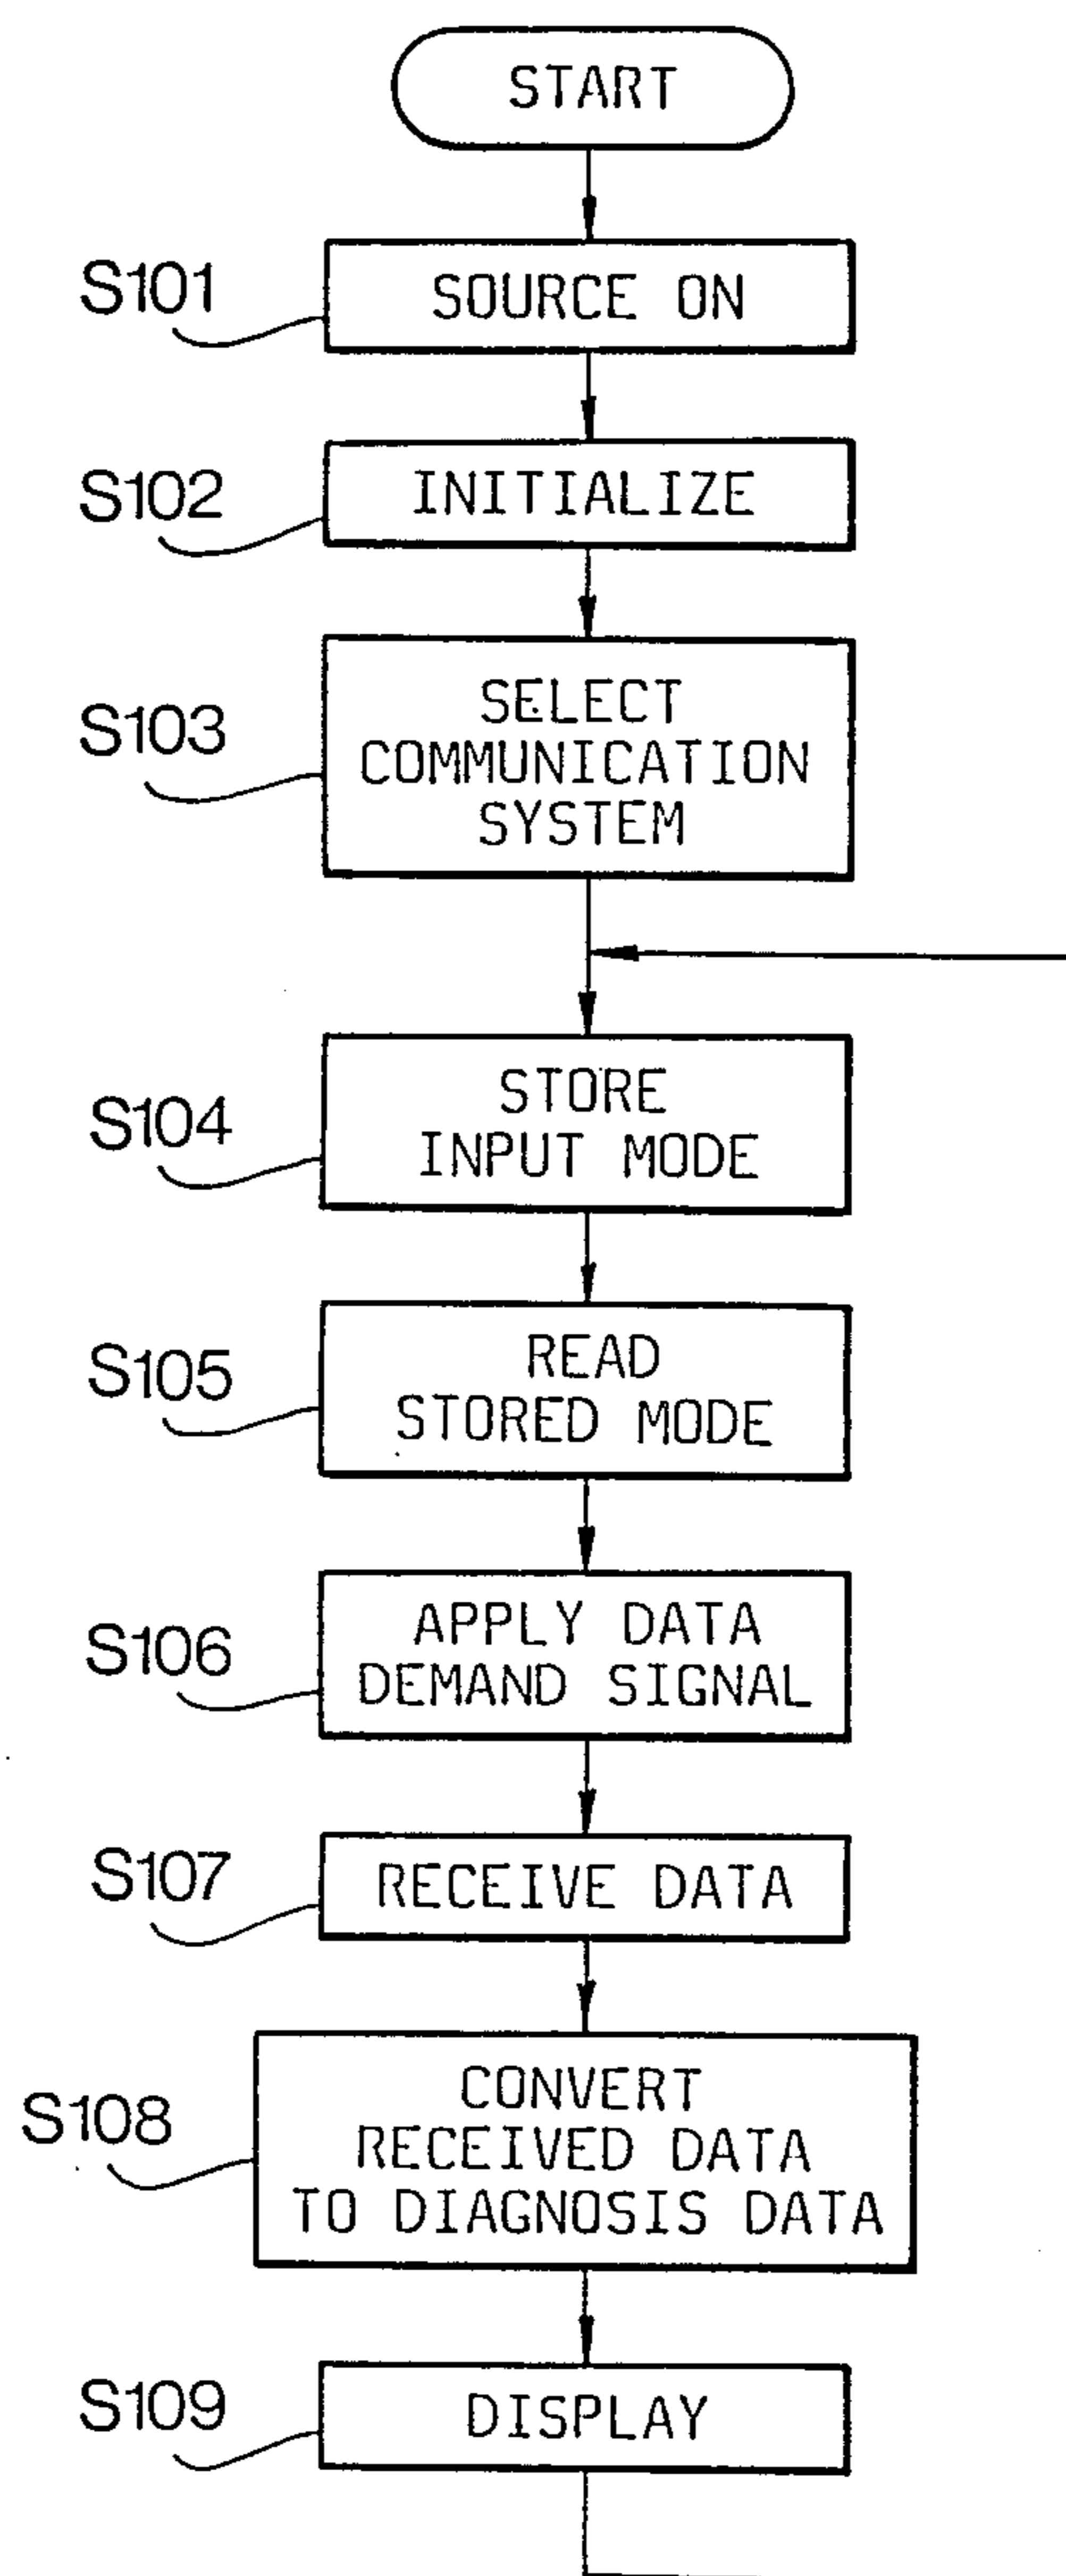 START
S101
SOURCE ON
S102
INITIALIZE
S103
SELECT
COMMUNICATION
SYSTEM
S104
STORE
INPUT MODE
S105
READ
STORED MODE
S106
APPLY DATA
DEMAND SIGNAL
S107
RECEIVE DATA
S108
CONVERT
RECEIVED DATA
TO DIAGNOSIS DATA
S109
DISPLAY